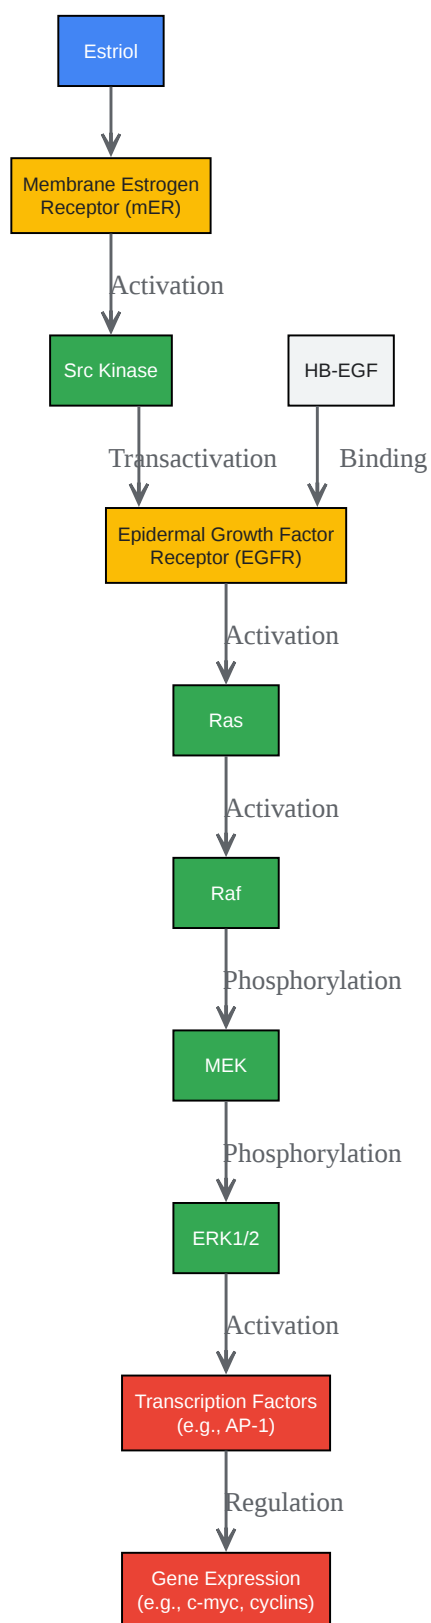 Estriol
Membrane Estrogen
Receptor (mER)
Activation
Src Kinase
HB-EGF
Transactivation
Binding
Epidermal Growth Factor
Receptor (EGFR)
Activation
Ras
Activation
Raf
Phosphorylation
MEK
Phosphorylation
ERK1/2
Activation
Transcription Factors
(e.g., AP-1)
Regulation
Gene Expression
(e.g., c-myc, cyclins)